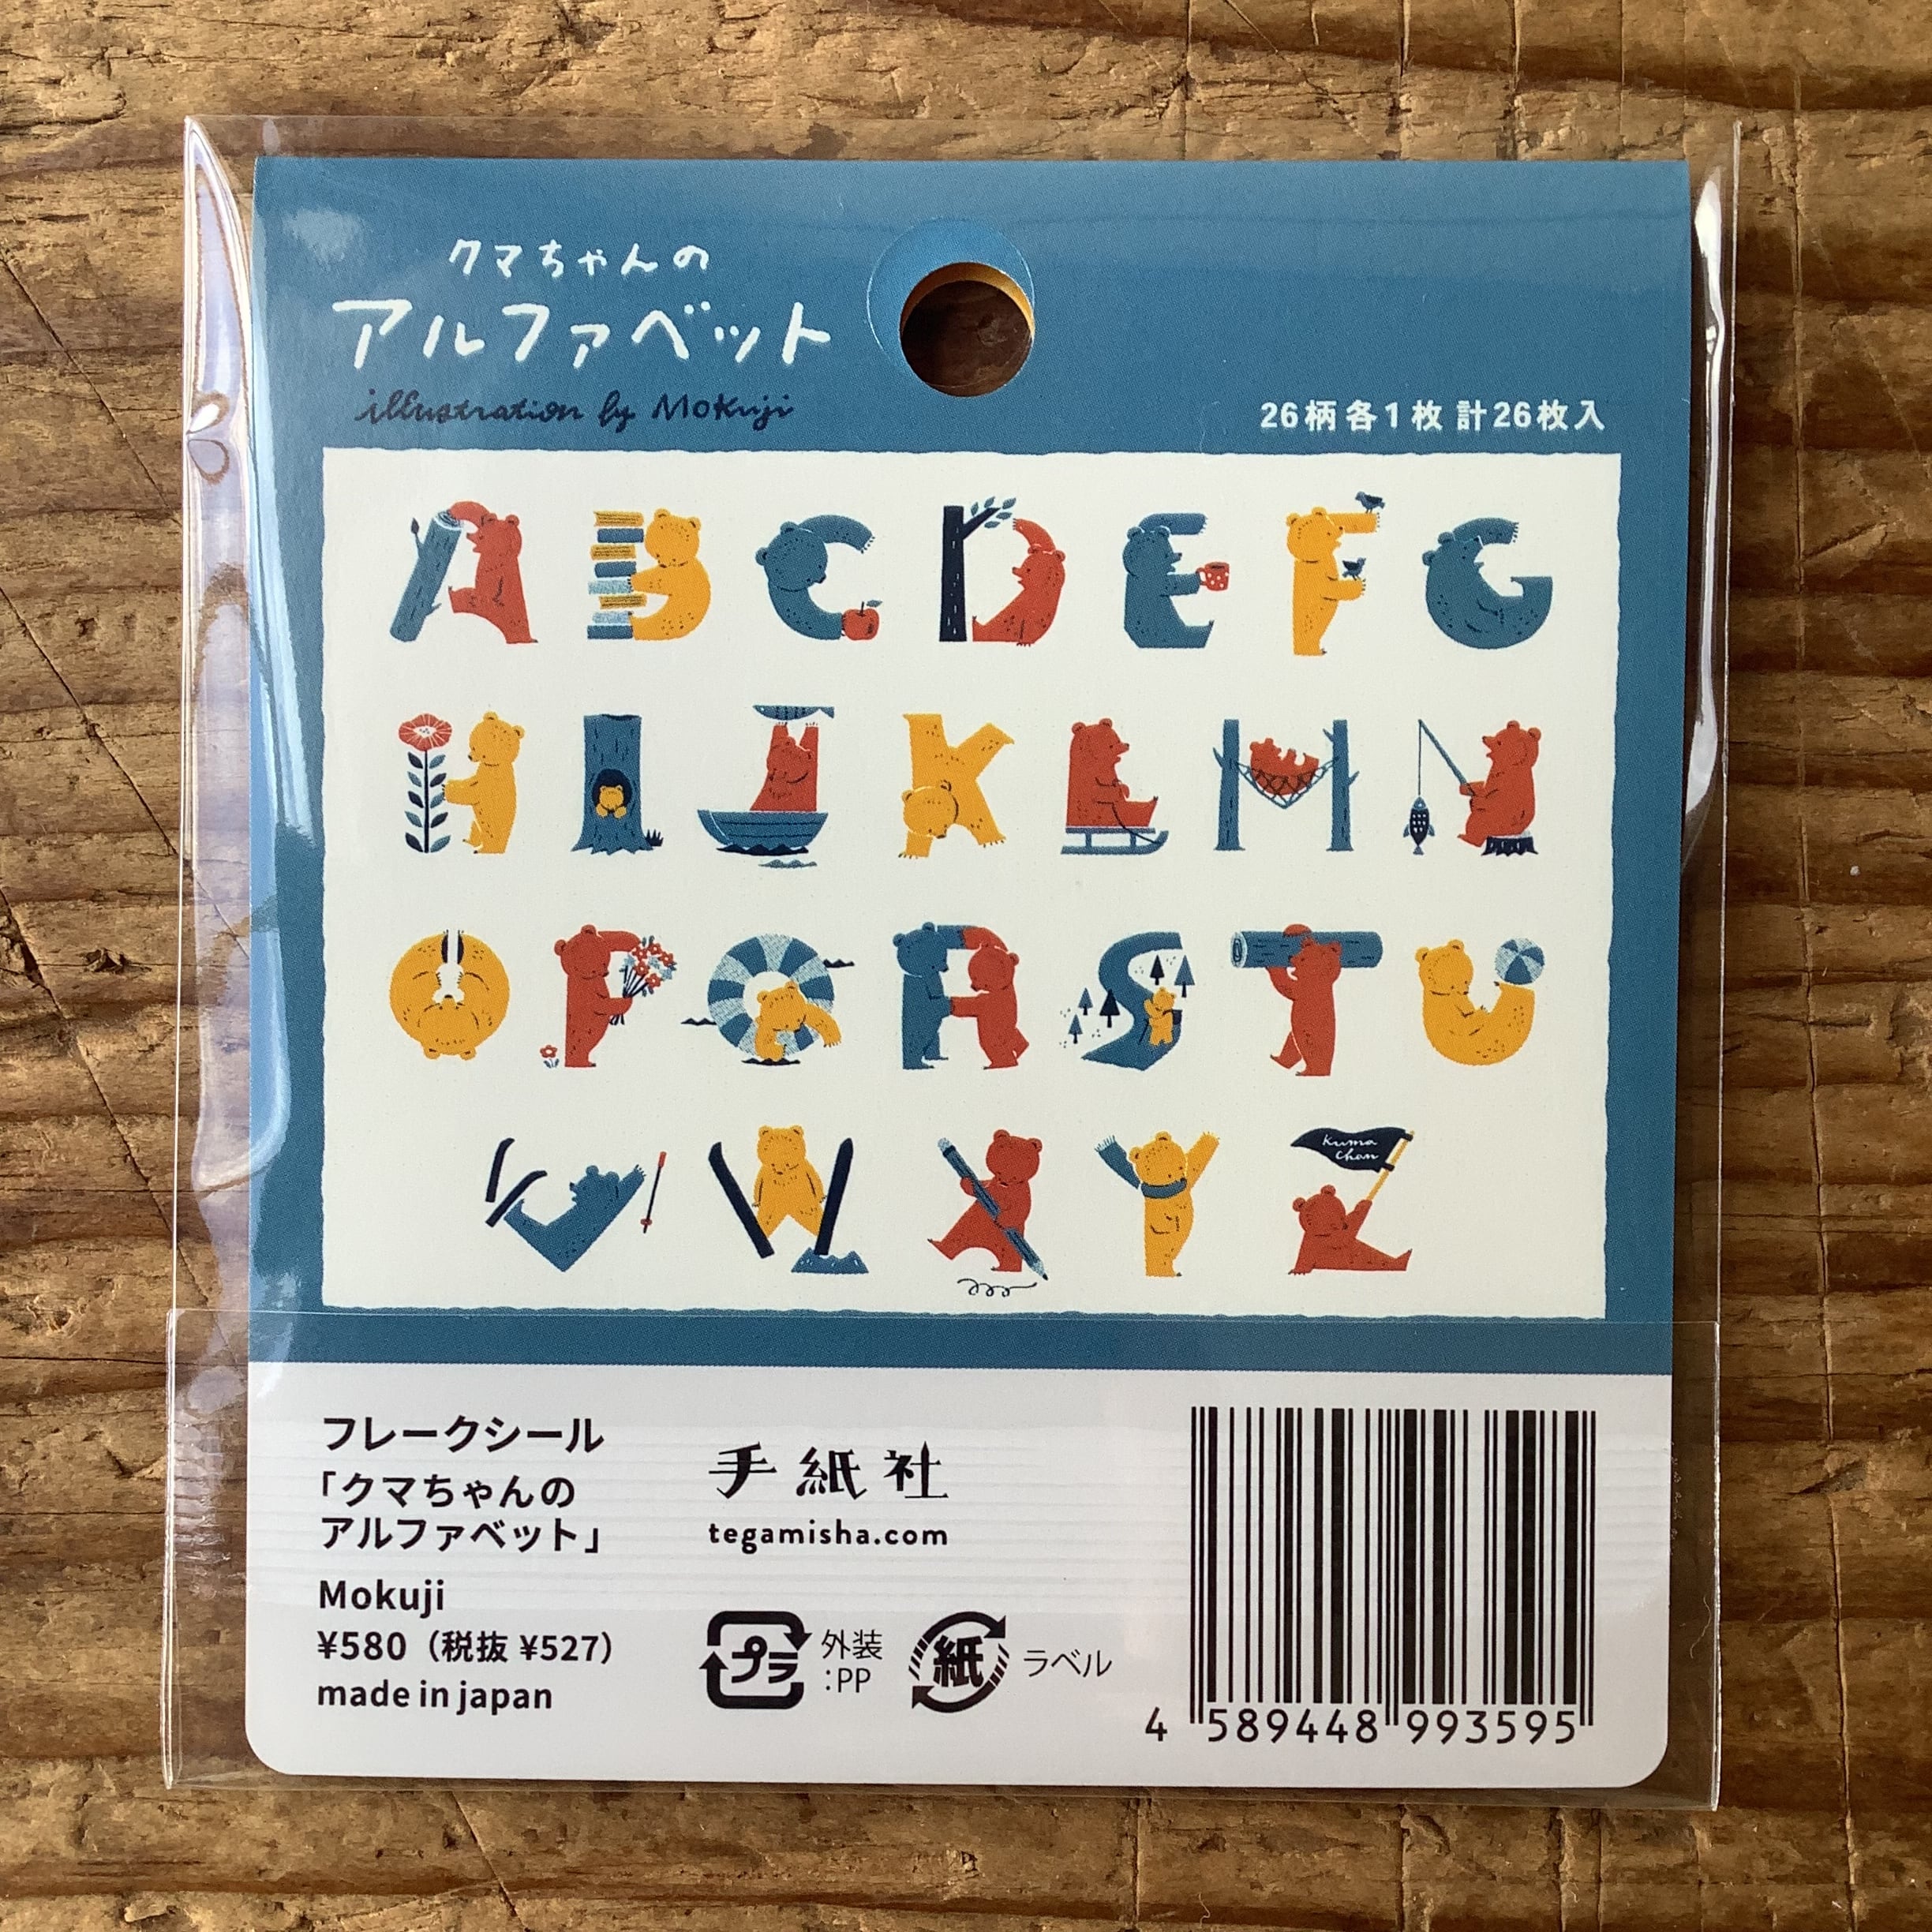 クマちゃんの
アルファベット
illustration by Mokuji
26柄各1枚 計26枚入
A B C D E F G
H I J K L M N
O P Q R S T U
V W X Y Z
kuma
chan
フレークシール
「クマちゃんの
アルファベット」
Mokuji
¥580（税抜 ¥527）
made in japan
手紙社
tegamisha.com
プラ
外装
:PP
紙
ラベル
4 589448 993595